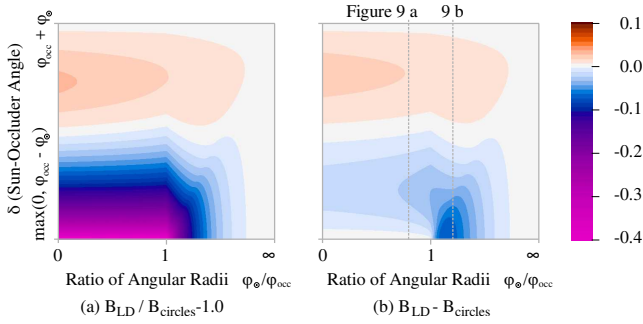 Figure 9 a 9 b
δ (Sun-Occluder Angle)
max(0, φocc - φ⊗) φocc + φ⊗
0 1 ∞
0 1 ∞
Ratio of Angular Radii φ⊗/φocc
Ratio of Angular Radii φ⊗/φocc
(a) BLD / Bcircles-1.0
(b) BLD - Bcircles
0.1
0.0
-0.1
-0.2
-0.3
-0.4